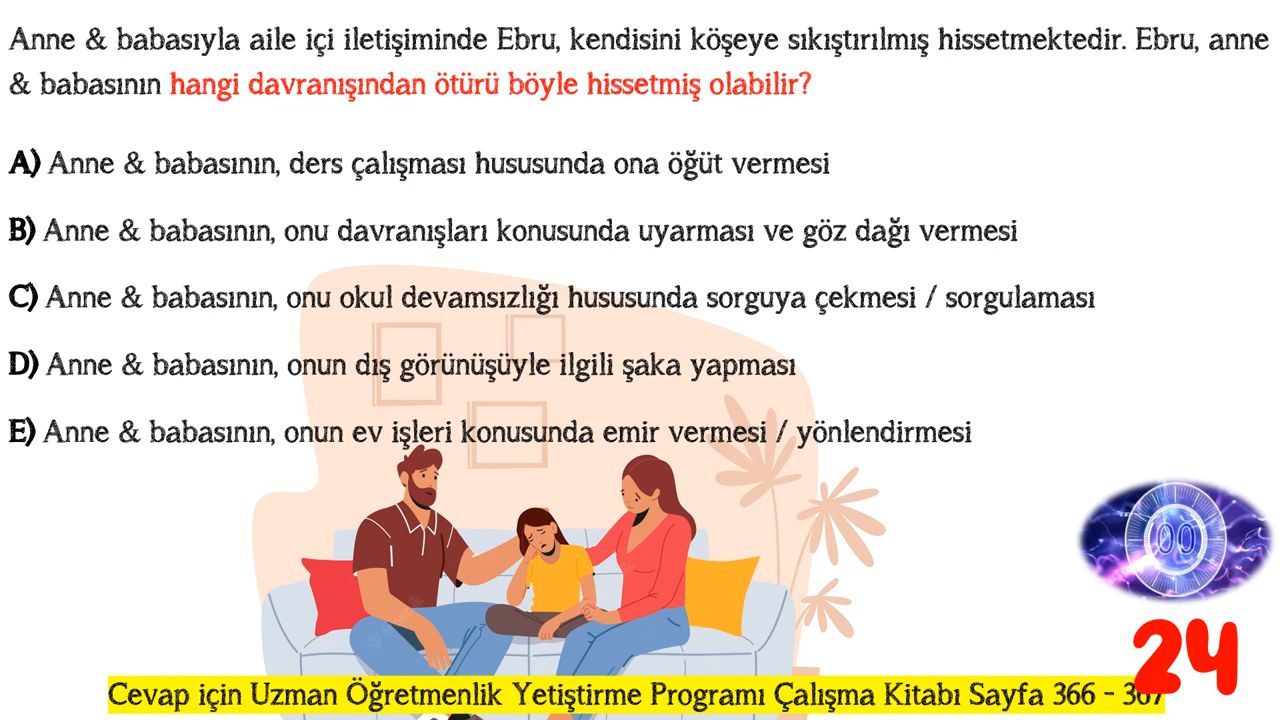 Anne & babasıyla aile içi iletişiminde Ebru, kendisini köşeye sıkıştırılmış hissetmektedir. Ebru, anne
& babasının hangi davranışından ötürü böyle hissetmiş olabilir?
A) Anne & babasının, ders çalışması hususunda ona öğüt vermesi
B) Anne & babasının, onu davranışları konusunda uyarması ve göz dağı vermesi
C) Anne & babasının, onu okul devamsızlığı hususunda sorguya çekmesi / sorgulaması
D) Anne & babasının, onun dış görünüşüyle ilgili şaka yapması
E) Anne & babasının, onun ev işleri konusunda emir vermesi / yönlendirmesi
00
24
Cevap için Uzman Öğretmenlik Yetiştirme Programı Çalışma Kitabı Sayfa 366 - 367